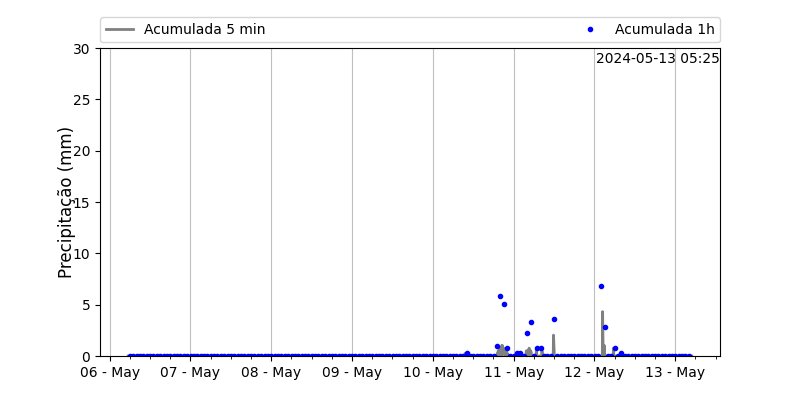 Acumulada 5 min
Acumulada 1h
2024-05-13 05:25
Precipitação (mm)
30
25
20
15
10
5
0
06 - May
07 - May
08 - May
09 - May
10 - May
11 - May
12 - May
13 - May